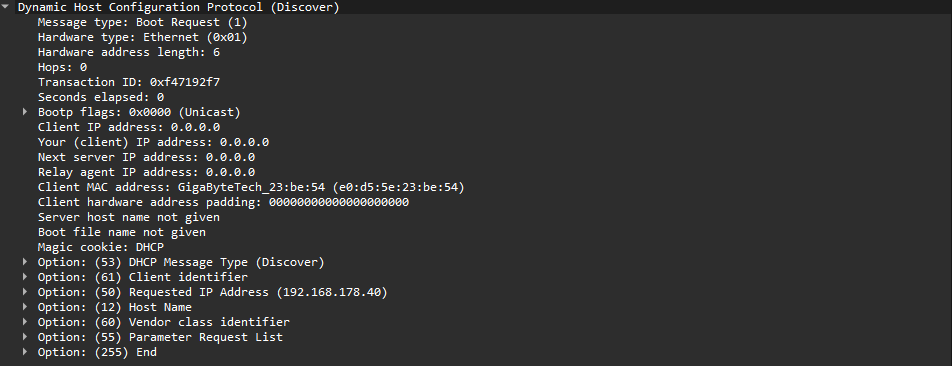 Dynamic Host Configuration Protocol (Discover)
Message type: Boot Request (1)
Hardware type: Ethernet (0x01)
Hardware address length: 6
Hops: 0
Transaction ID: 0xf47192f7
Seconds elapsed: 0
Bootp flags: 0x0000 (Unicast)
Client IP address: 0.0.0.0
Your (client) IP address: 0.0.0.0
Next server IP address: 0.0.0.0
Relay agent IP address: 0.0.0.0
Client MAC address: GigaByteTech_23:be:54 (e0:d5:5e:23:be:54)
Client hardware address padding: 00000000000000000000
Server host name not given
Boot file name not given
Magic cookie: DHCP
Option: (53) DHCP Message Type (Discover)
Option: (61) Client identifier
Option: (50) Requested IP Address (192.168.178.40)
Option: (12) Host Name
Option: (60) Vendor class identifier
Option: (55) Parameter Request List
Option: (255) End